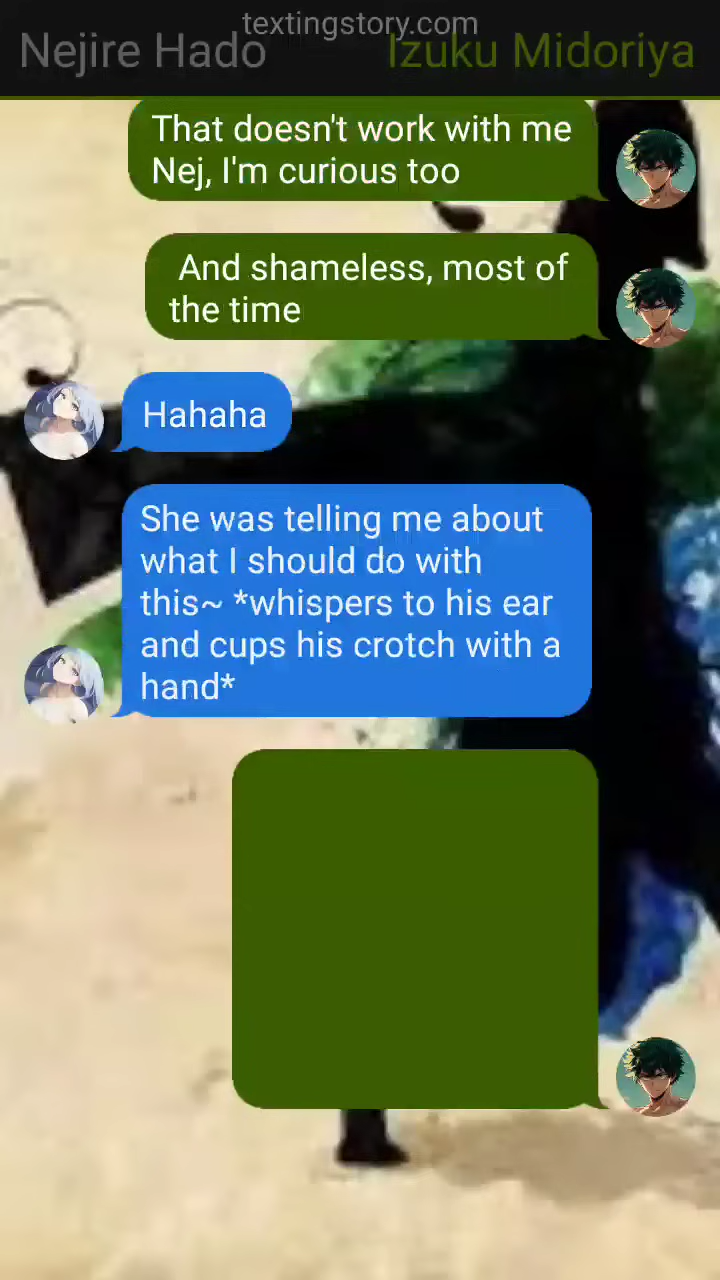 textingstory.com
Nejire Hado
Izuku Midoriya
That doesn't work with me
Nej, I'm curious too
And shameless, most of
the time
Hahaha
She was telling me about
what I should do with
this~ *whispers to his ear
and cups his crotch with a
hand*